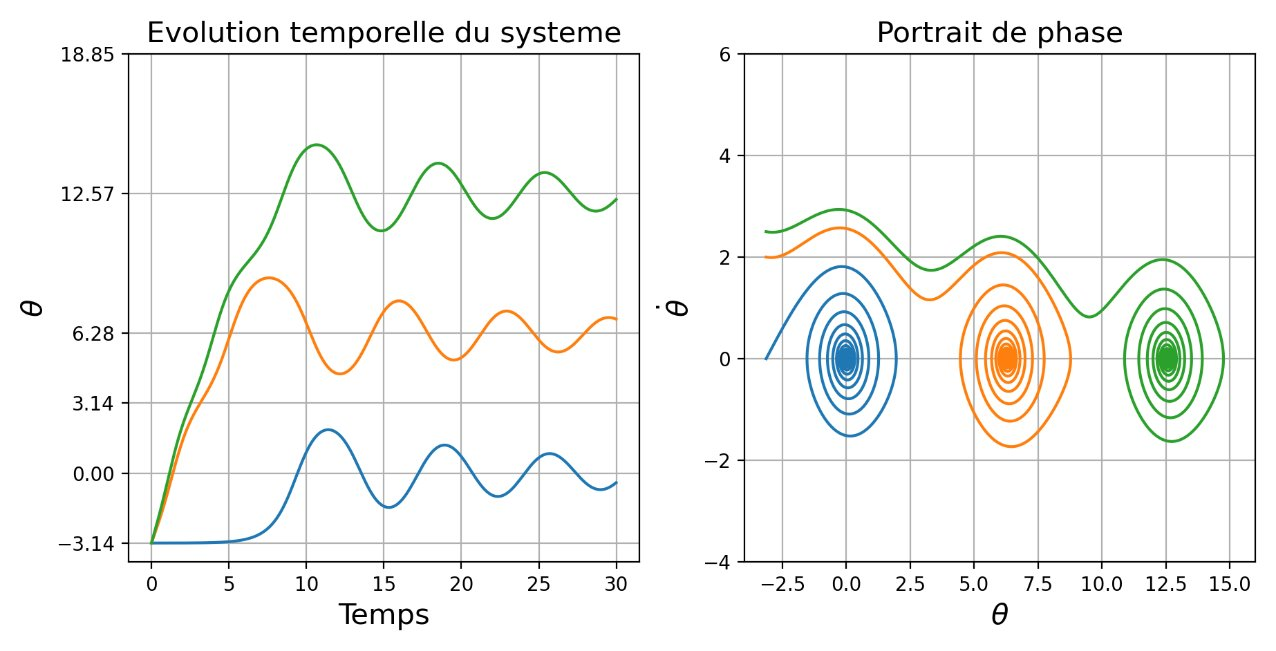 Evolution temporelle du systeme
18.85
12.57
6.28
3.14
0.00
−3.14
θ
0 5 10 15 20 25 30
Temps
Portrait de phase
6
4
2
0
−2
−4
θ̇
−2.5 0.0 2.5 5.0 7.5 10.0 12.5 15.0
θ